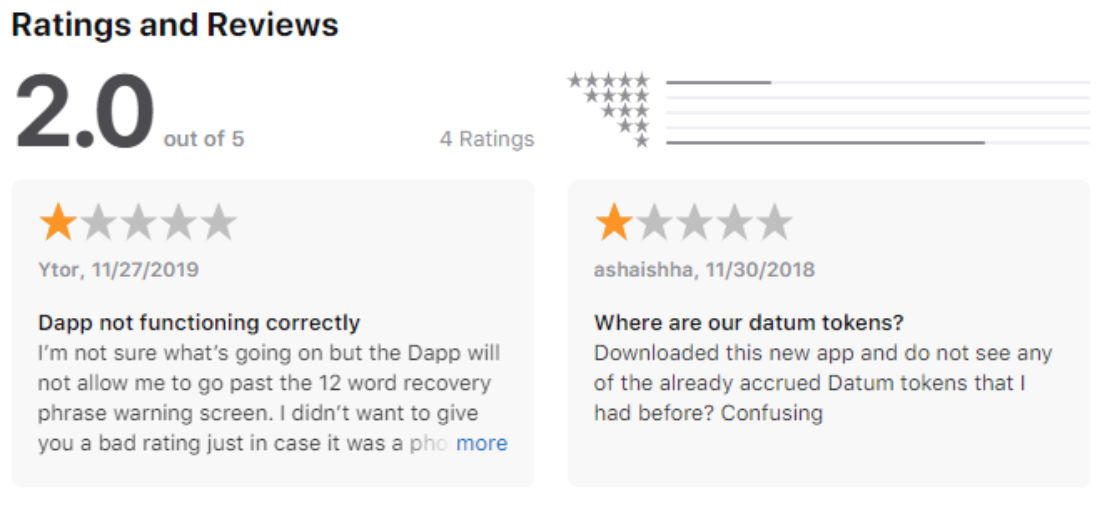 Ratings and Reviews
2.0 out of 5
4 Ratings
Ytor, 11/27/2019
Dapp not functioning correctly
I'm not sure what's going on but the Dapp will
not allow me to go past the 12 word recovery
phrase warning screen. I didn't want to give
you a bad rating just in case it was a pho more
ashaishha, 11/30/2018
Where are our datum tokens?
Downloaded this new app and do not see any
of the already accrued Datum tokens that I
had before? Confusing